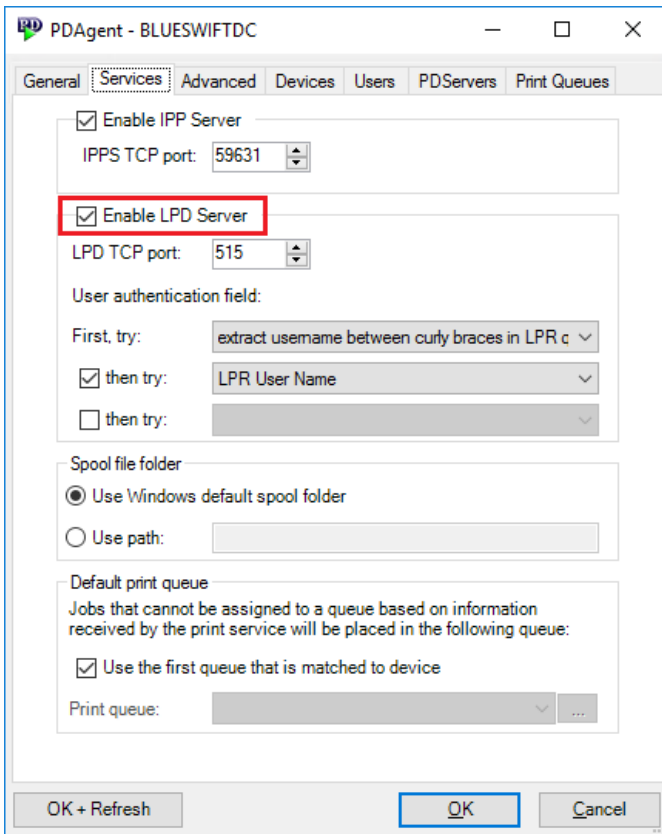 PDAgent - BLUESWIFTDC
General Services Advanced Devices Users PDServers Print Queues
Enable IPP Server
IPPS TCP port: 59631
Enable LPD Server
LPD TCP port: 515
User authentication field:
First, try: extract username between curly braces in LPR q
then try: LPR User Name
then try:
Spool file folder
Use Windows default spool folder
Use path:
Default print queue
Jobs that cannot be assigned to a queue based on information
received by the print service will be placed in the following queue:
Use the first queue that is matched to device
Print queue: ...
OK + Refresh OK Cancel